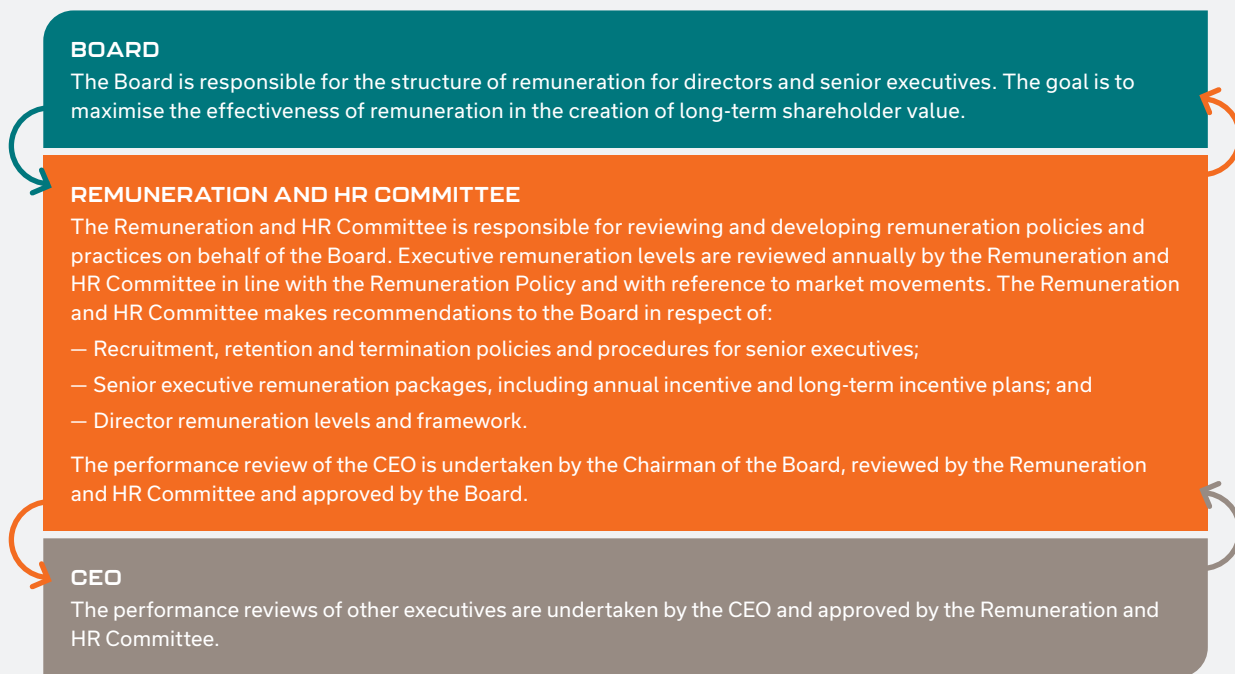 BOARD
The Board is responsible for the structure of remuneration for directors and senior executives. The goal is to
maximise the effectiveness of remuneration in the creation of long-term shareholder value.
REMUNERATION AND HR COMMITTEE
The Remuneration and HR Committee is responsible for reviewing and developing remuneration policies and
practices on behalf of the Board. Executive remuneration levels are reviewed annually by the Remuneration and
HR Committee in line with the Remuneration Policy and with reference to market movements. The Remuneration
and HR Committee makes recommendations to the Board in respect of:
— Recruitment, retention and termination policies and procedures for senior executives;
— Senior executive remuneration packages, including annual incentive and long-term incentive plans; and
— Director remuneration levels and framework.
The performance review of the CEO is undertaken by the Chairman of the Board, reviewed by the Remuneration
and HR Committee and approved by the Board.
CEO
The performance reviews of other executives are undertaken by the CEO and approved by the Remuneration and
HR Committee.